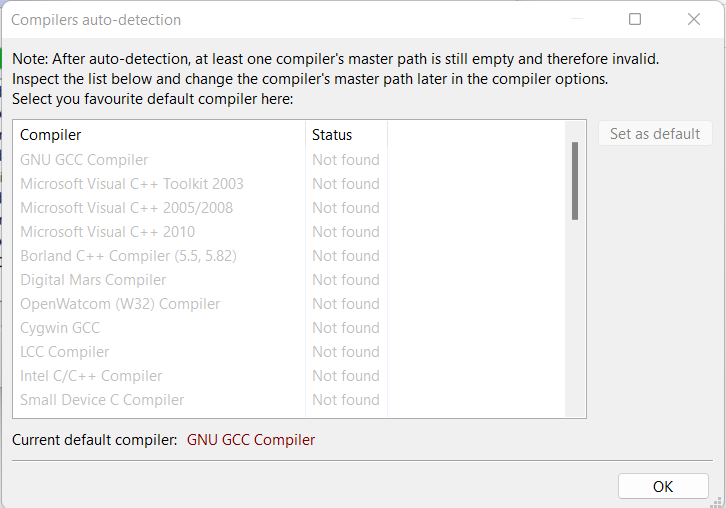 Compilers auto-detection
Note: After auto-detection, at least one compiler's master path is still empty and therefore invalid.
Inspect the list below and change the compiler's master path later in the compiler options.
Select you favourite default compiler here:
Compiler Status
Set as default
GNU GCC Compiler Not found
Microsoft Visual C++ Toolkit 2003 Not found
Microsoft Visual C++ 2005/2008 Not found
Microsoft Visual C++ 2010 Not found
Borland C++ Compiler (5.5, 5.82) Not found
Digital Mars Compiler Not found
OpenWatcom (W32) Compiler Not found
Cygwin GCC Not found
LCC Compiler Not found
Intel C/C++ Compiler Not found
Small Device C Compiler Not found
Current default compiler: GNU GCC Compiler
OK